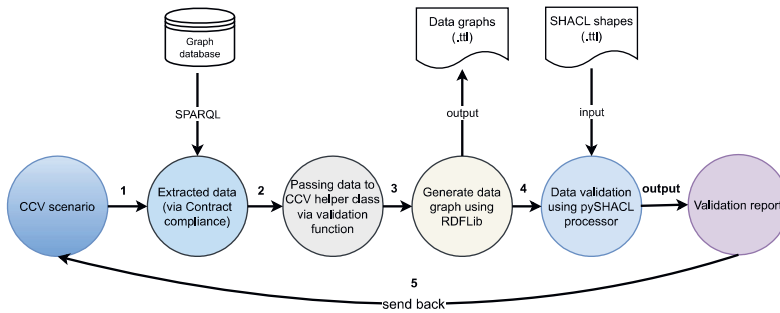 Graph
database
Data graphs
(.ttl)
SHACL shapes
(.ttl)
SPARQL
output
input
CCV scenario
1
Extracted data
(via Contract
compliance)
2
Passing data to
CCV helper class
via validation
function
3
Generate data
graph using
RDFLib
4
Data validation
using pySHACL
processor
output
Validation report
5
send back